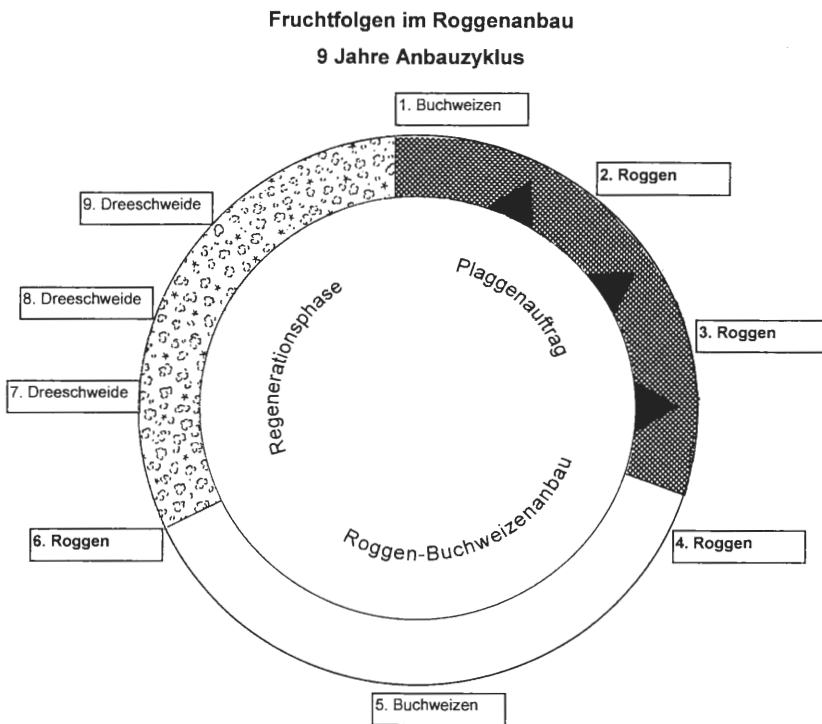 Fruchtfolgen im Roggenanbau
9 Jahre Anbauzyklus
1. Buchweizen
2. Roggen
3. Roggen
4. Roggen
5. Buchweizen
6. Roggen
7. Dreeschweide
8. Dreeschweide
9. Dreeschweide
Plaggenauftrag
Roggen-Buchweizenanbau
Regenerationsphase